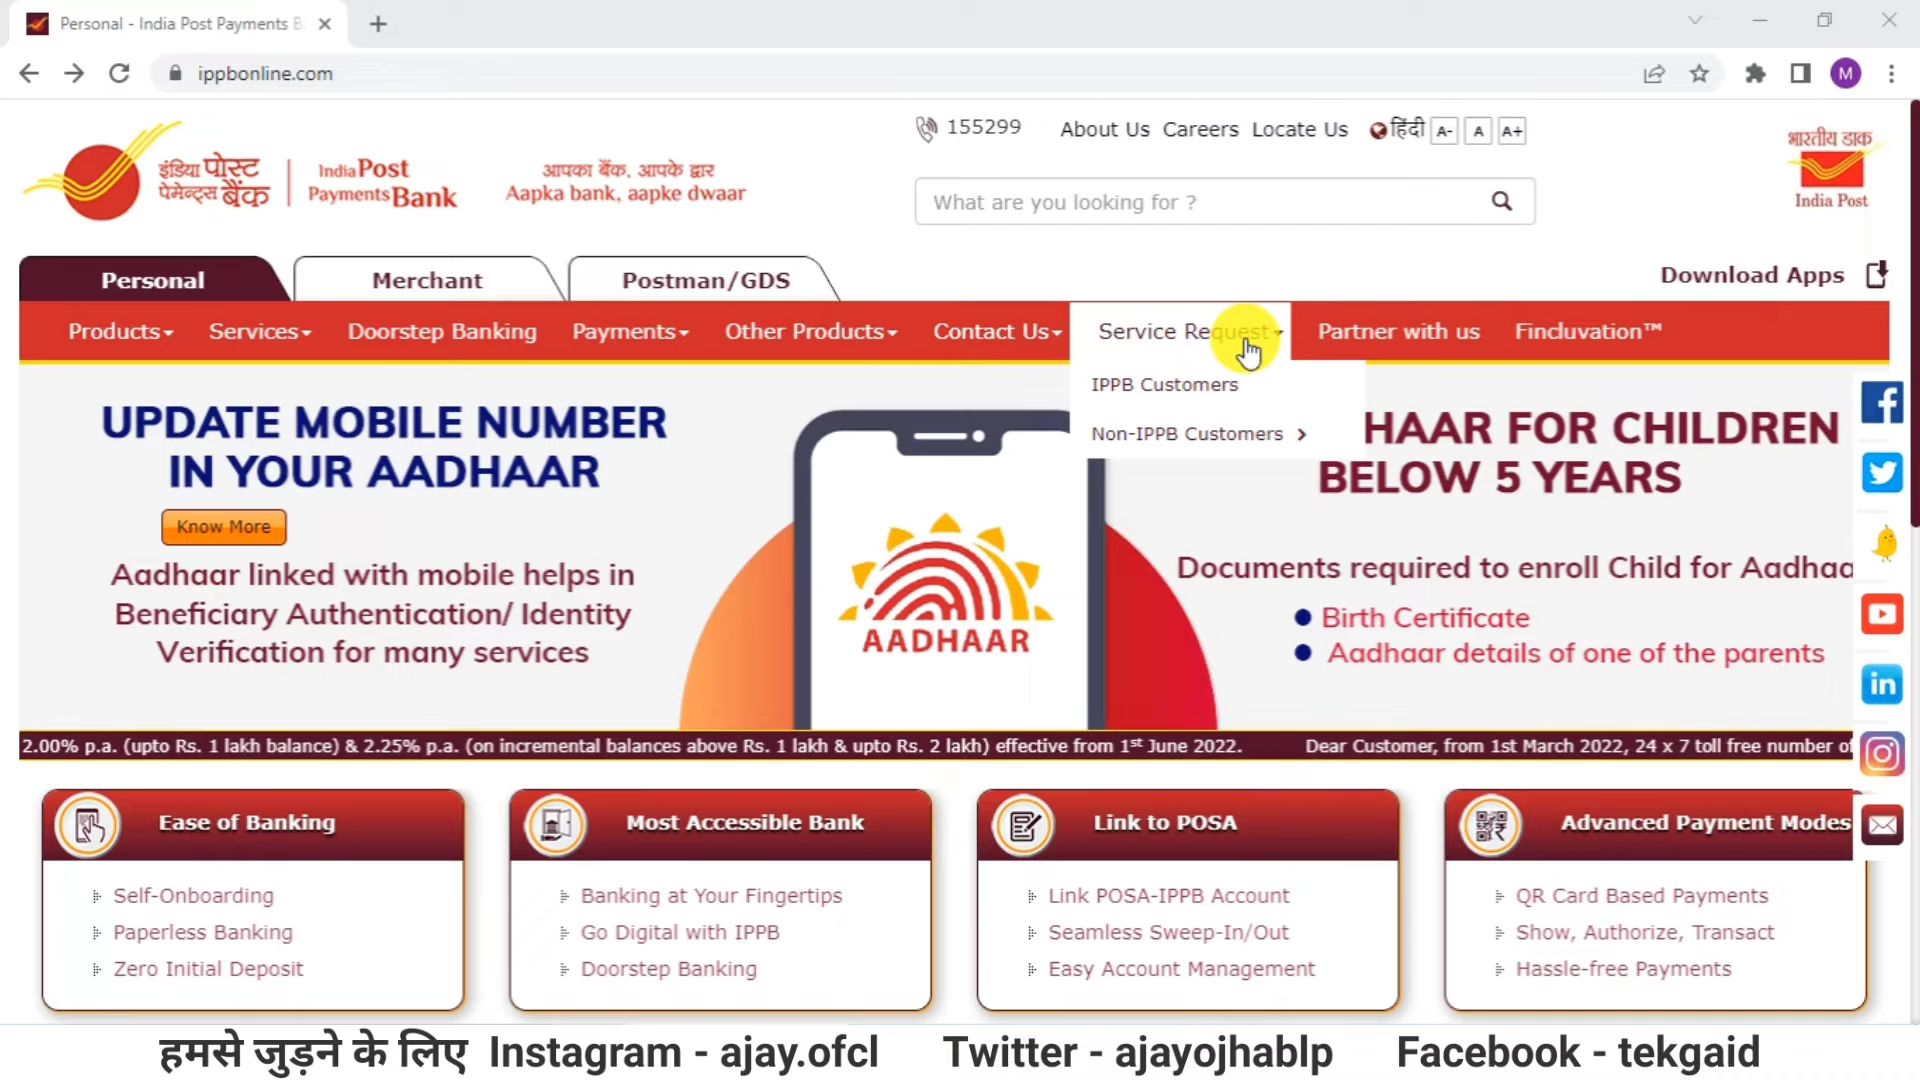 Personal - India Post Payments B
ippbonline.com
M
155299 About Us Careers Locate Us हिंदी A- A A+
इंडिया पोस्ट पेमेन्ट्स बैंक
IndiaPost PaymentsBank
आपका बैंक, आपके द्वार
Aapka bank, aapke dwaar
What are you looking for ?
भारतीय डाक
India Post
Personal Merchant Postman/GDS Download Apps
Products Services Doorstep Banking Payments Other Products Contact Us Service Request Partner with us Fincluvation™
IPPB Customers
Non-IPPB Customers
UPDATE MOBILE NUMBER
IN YOUR AADHAAR
Know More
Aadhaar linked with mobile helps in
Beneficiary Authentication/ Identity
Verification for many services
AADHAAR
HAAR FOR CHILDREN
BELOW 5 YEARS
Documents required to enroll Child for Aadhaa
Birth Certificate
Aadhaar details of one of the parents
2.00% p.a. (upto Rs. 1 lakh balance) & 2.25% p.a. (on incremental balances above Rs. 1 lakh & upto Rs. 2 lakh) effective from 1st June 2022. Dear Customer, from 1st March 2022, 24 x 7 toll free number of
Ease of Banking
Self-Onboarding
Paperless Banking
Zero Initial Deposit
Most Accessible Bank
Banking at Your Fingertips
Go Digital with IPPB
Doorstep Banking
Link to POSA
Link POSA-IPPB Account
Seamless Sweep-In/Out
Easy Account Management
Advanced Payment Modes
QR Card Based Payments
Show, Authorize, Transact
Hassle-free Payments
हमसे जुड़ने के लिए Instagram - ajay.ofcl Twitter - ajayojhablp Facebook - tekgaid